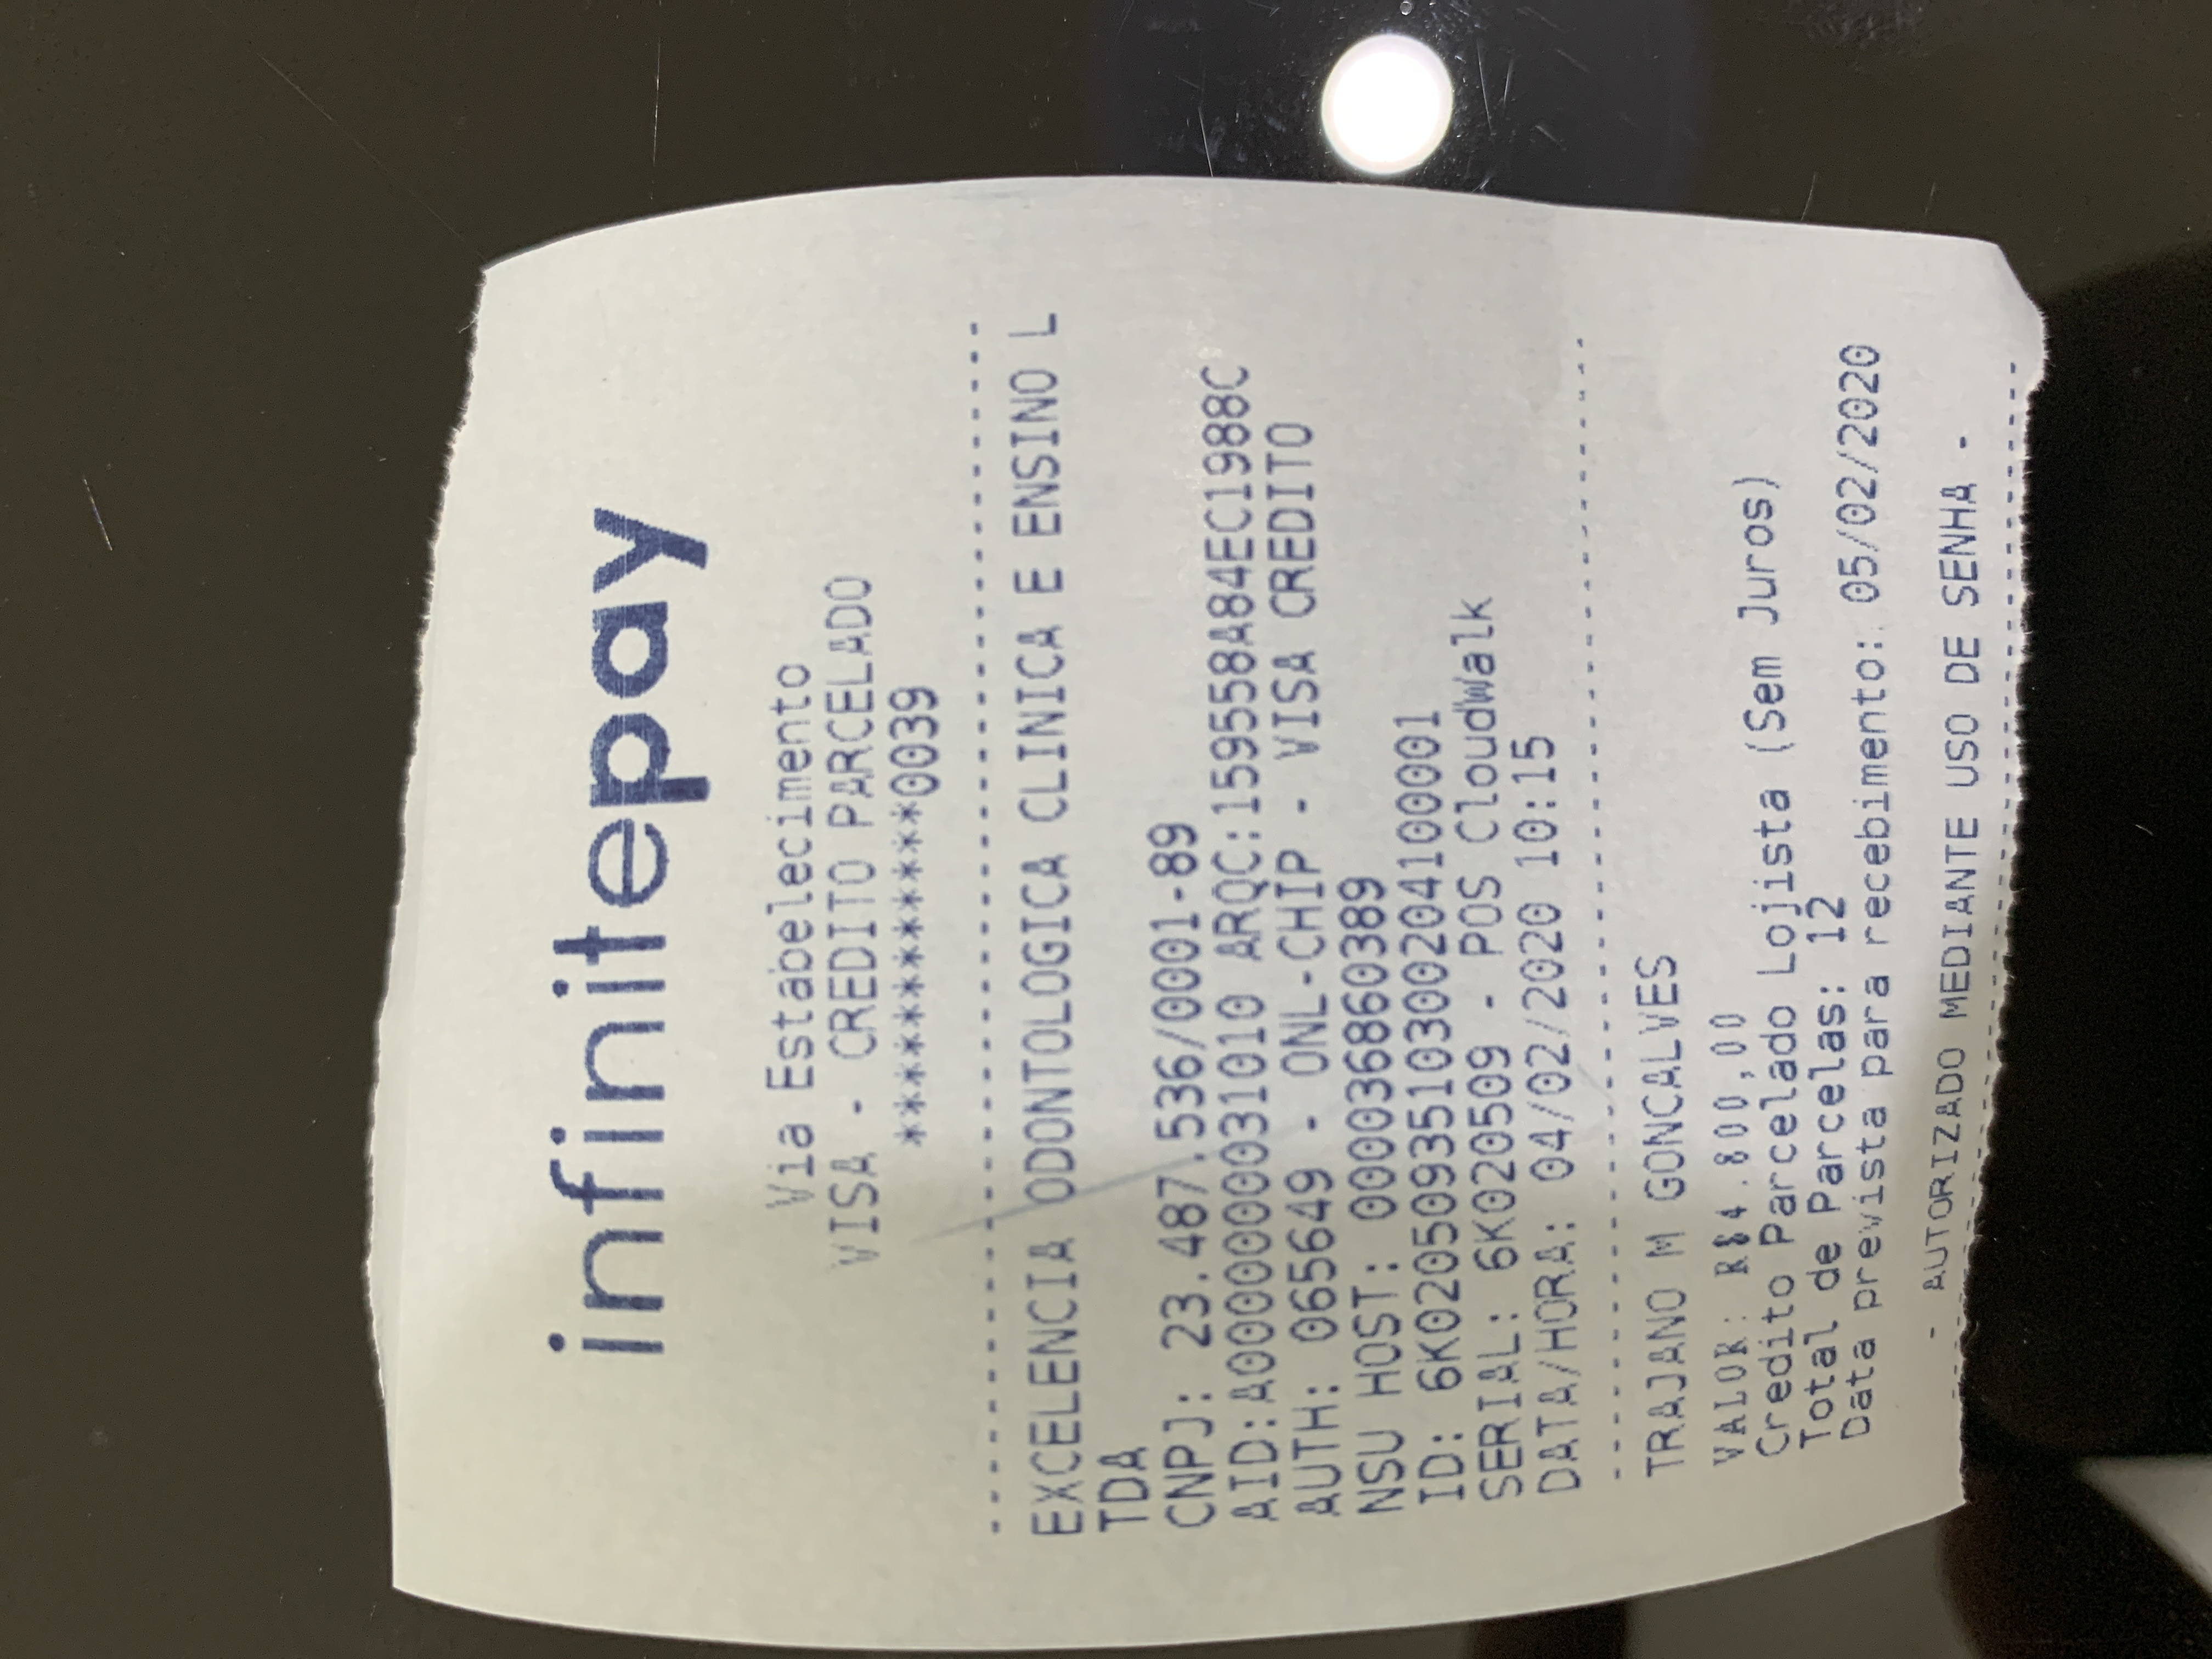 infinitepay
Via Estabelecimento
VISA - CREDITO PARCELADO
************0039
----------------------------------------
EXCELENCIA ODONTOLOGICA CLINICA E ENSINO L
TDA
CNPJ: 23.487.536/0001-89
AID:A0000000031010 ARQC:159558A84EC1988C
AUTH: 065649 - ONL-CHIP - VISA CREDITO
NSU HOST: 000036860389
ID: 6K02050935103002041​00001
SERIAL: 6K020509 - POS CloudWalk
DATA/HORA: 04/02/2020 10:15
----------------------------------------
TRAJANO M GONCALVES
VALOR: R$4.800,00
Credito Parcelado Lojista (Sem Juros)
Total de Parcelas: 12
Data prevista para recebimento: 05/02/2020
- AUTORIZADO MEDIANTE USO DE SENHA -
----------------------------------------